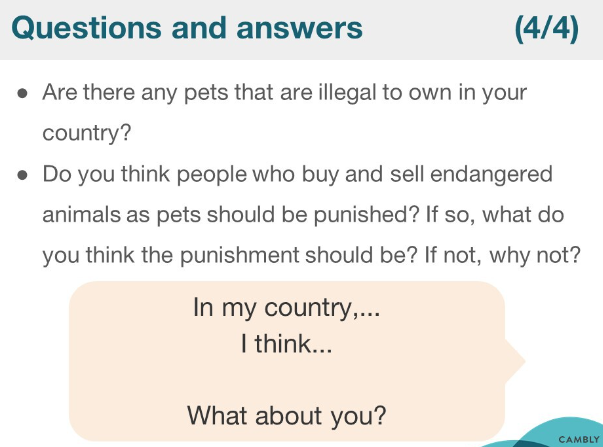 Questions and answers (4/4)
● Are there any pets that are illegal to own in your
country?
● Do you think people who buy and sell endangered
animals as pets should be punished? If so, what do
you think the punishment should be? If not, why not?
In my country,...
I think...
What about you?
CAMBLY